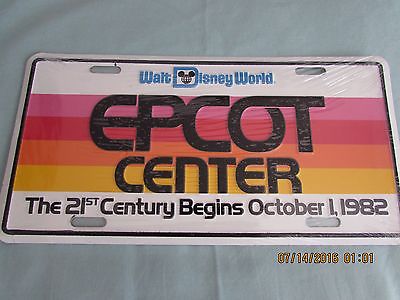 Walt Disney World
EPCOT
CENTER
The 21ST Century Begins October 1, 1982
07/14/2016 01:01